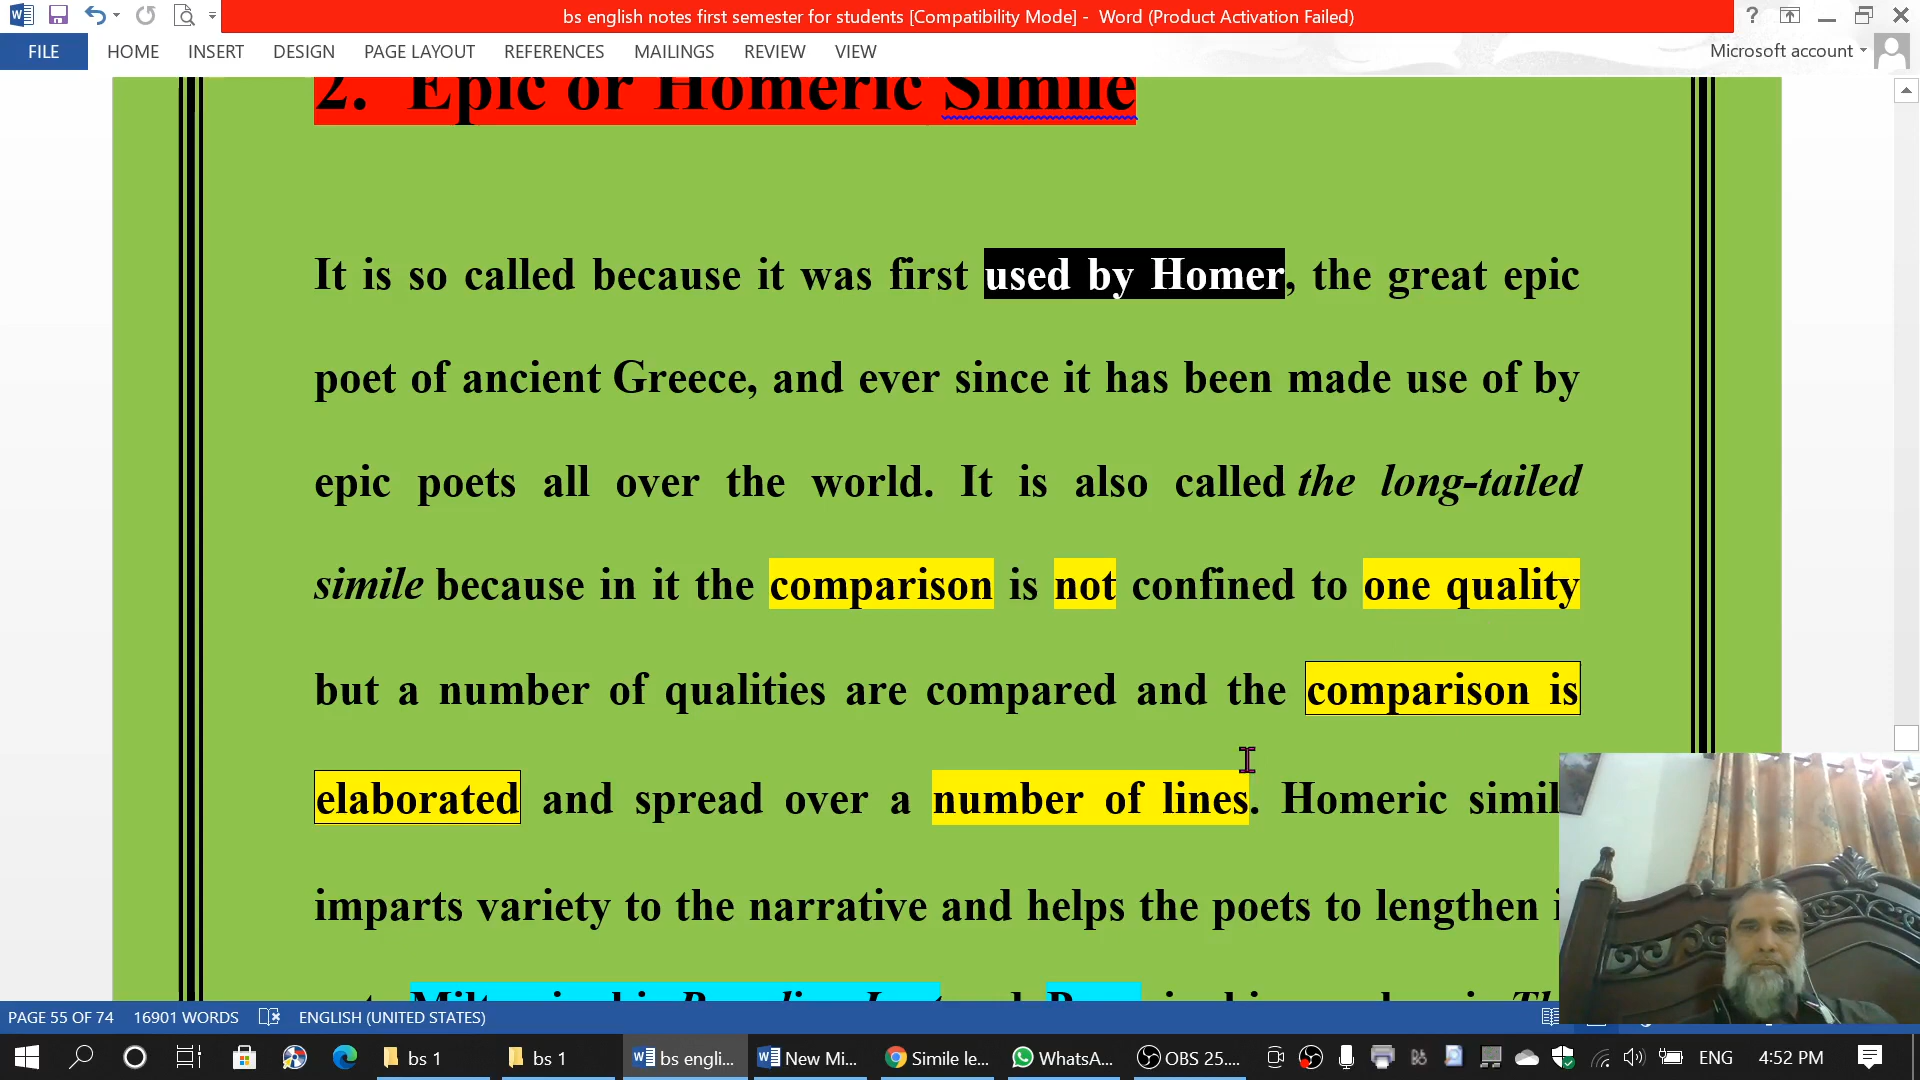 bs english notes first semester for students [Compatibility Mode] - Word (Product Activation Failed)
FILE HOME INSERT DESIGN PAGE LAYOUT REFERENCES MAILINGS REVIEW VIEW Microsoft account
2. Epic or Homeric Simile
It is so called because it was first used by Homer, the great epic
poet of ancient Greece, and ever since it has been made use of by
epic poets all over the world. It is also called the long-tailed
simile because in it the comparison is not confined to one quality
but a number of qualities are compared and the comparison is
elaborated and spread over a number of lines. Homeric simil
imparts variety to the narrative and helps the poets to lengthen
PAGE 55 OF 74 16901 WORDS ENGLISH (UNITED STATES)
bs 1 bs 1 bs engli... New Mi... Simile le... WhatsA... OBS 25.... ENG 4:52 PM